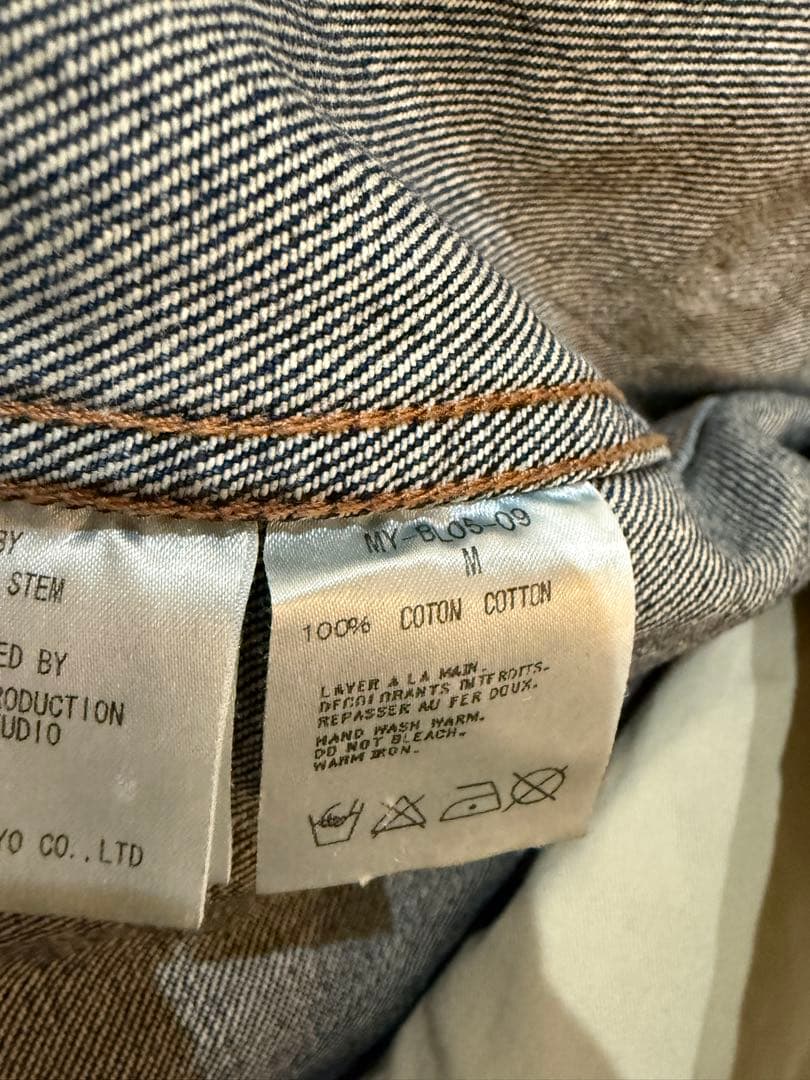 BY
STEM
ED BY
RODUCTION
UDIO
YO CO.,LTD
MY-BL05-09
M
100% COTON COTTON
LAVER A LA MAIN.
DECOLORANTS INTERDITS.
REPASSER AU FER DOUX.
HAND WASH WARM.
DO NOT BLEACH.
WARM IRON.